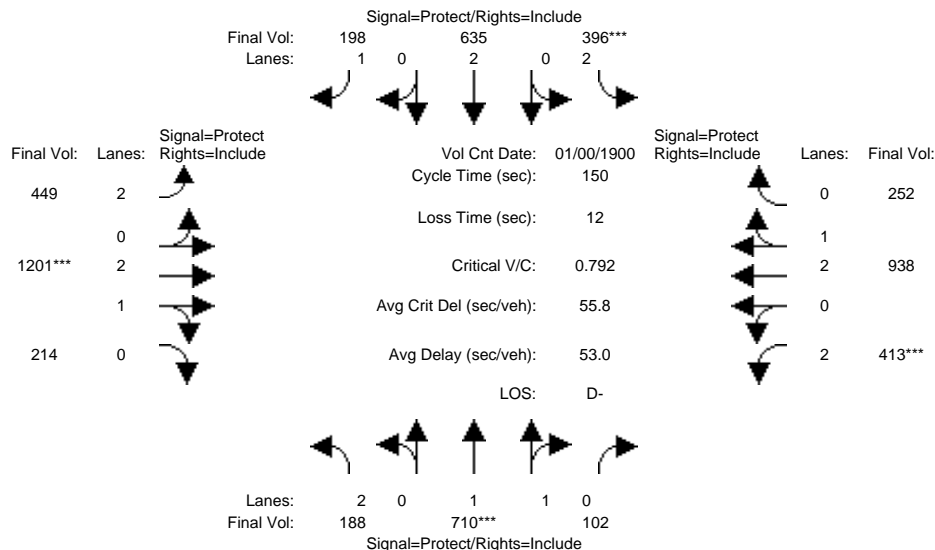 Signal=Protect/Rights=Include
Final Vol: 198 635 396***
Lanes: 1 0 2 0 2
Signal=Protect
Rights=Include
Final Vol: Lanes:
Vol Cnt Date: 01/00/1900
Signal=Protect
Rights=Include
Lanes: Final Vol:
Cycle Time (sec): 150
449 2
0 252
Loss Time (sec): 12
0
1
1201*** 2
Critical V/C: 0.792
2 938
1
Avg Crit Del (sec/veh): 55.8
0
214 0
Avg Delay (sec/veh): 53.0
2 413***
LOS: D-
Lanes: 2 0 1 1 0
Final Vol: 188 710*** 102
Signal=Protect/Rights=Include